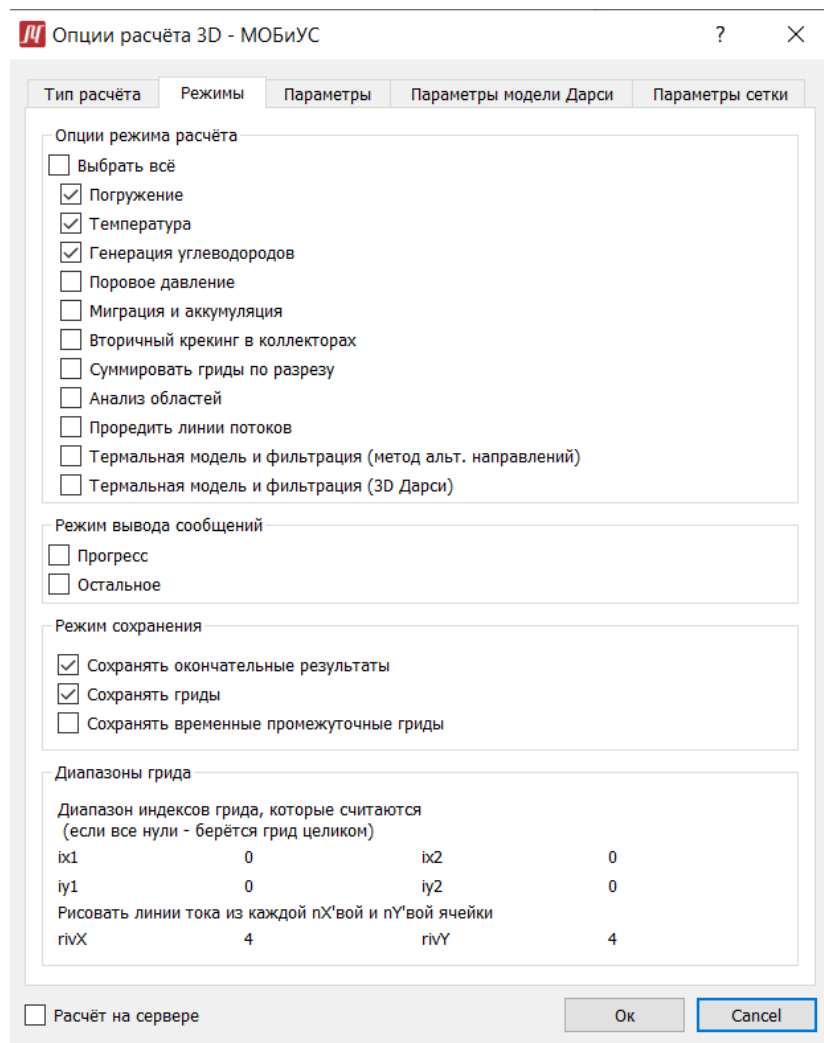 Опции расчёта 3D - МОБиУС ?
Тип расчёта Режимы Параметры Параметры модели Дарси Параметры сетки
Опции режима расчёта
Выбрать всё
Погружение
Температура
Генерация углеводородов
Поровое давление
Миграция и аккумуляция
Вторичный крекинг в коллекторах
Суммировать гриды по разрезу
Анализ областей
Проредить линии потоков
Термальная модель и фильтрация (метод альт. направлений)
Термальная модель и фильтрация (3D Дарси)
Режим вывода сообщений
Прогресс
Остальное
Режим сохранения
Сохранять окончательные результаты
Сохранять гриды
Сохранять временные промежуточные гриды
Диапазоны грида
Диапазон индексов грида, которые считаются
(если все нули - берётся грид целиком)
ix1 0 ix2 0
iy1 0 iy2 0
Рисовать линии тока из каждой nX'вой и nY'вой ячейки
rivX 4 rivY 4
Расчёт на сервере Ок Cancel